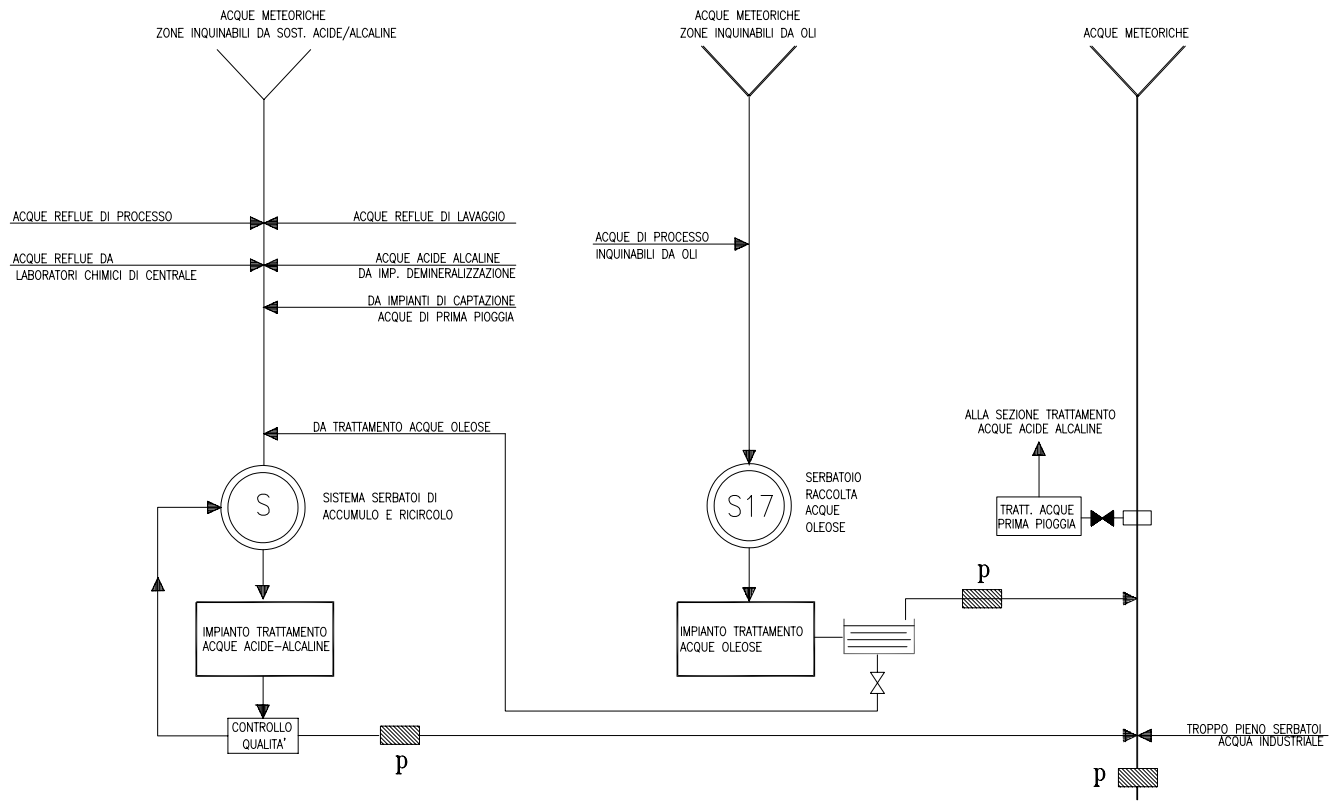 ACQUE METEORICHE
ZONE INQUINABILI DA SOST. ACIDE/ALCALINE
ACQUE METEORICHE
ZONE INQUINABILI DA OLI
ACQUE METEORICHE
ACQUE REFLUE DI PROCESSO
ACQUE REFLUE DI LAVAGGIO
ACQUE REFLUE DA
LABORATORI CHIMICI DI CENTRALE
ACQUE ACIDE ALCALINE
DA IMP. DEMINERALIZZAZIONE
DA IMPIANTI DI CAPTAZIONE
ACQUE DI PRIMA PIOGGIA
ACQUE DI PROCESSO
INQUINABILI DA OLI
DA TRATTAMENTO ACQUE OLEOSE
ALLA SEZIONE TRATTAMENTO
ACQUE ACIDE ALCALINE
S
SISTEMA SERBATOI DI
ACCUMULO E RICIRCOLO
S17
SERBATOIO
RACCOLTA
ACQUE
OLEOSE
TRATT. ACQUE
PRIMA PIOGGIA
p
IMPIANTO TRATTAMENTO
ACQUE ACIDE-ALCALINE
IMPIANTO TRATTAMENTO
ACQUE OLEOSE
CONTROLLO
QUALITA'
p
TROPPO PIENO SERBATOI
ACQUA INDUSTRIALE
p